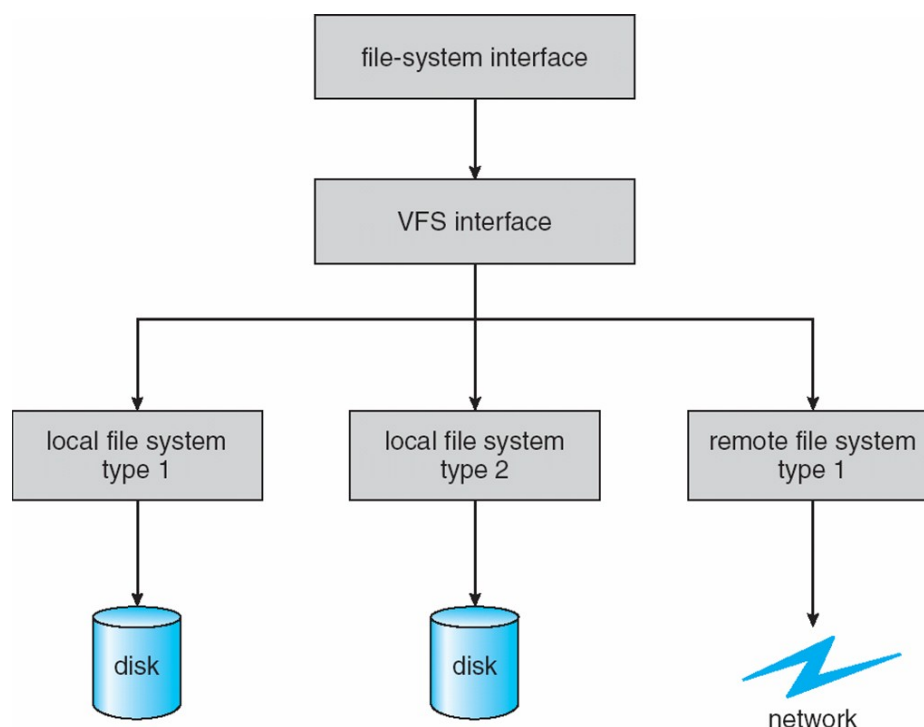 file-system interface
VFS interface
local file system
type 1
local file system
type 2
remote file system
type 1
disk
disk
network